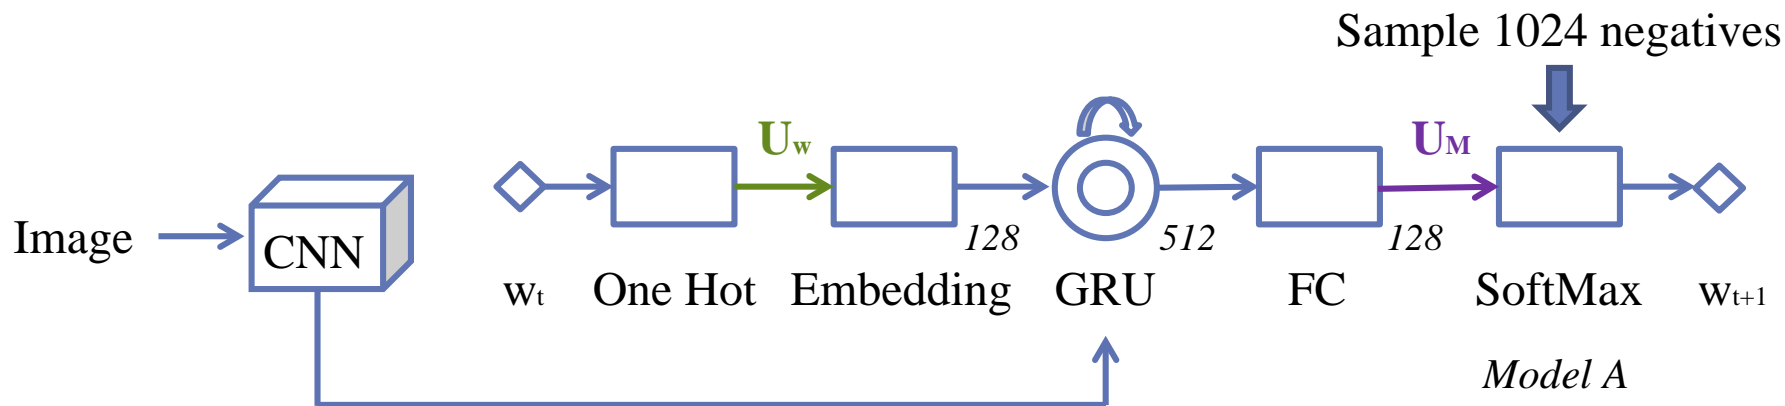 Sample 1024 negatives
Uw
UM
Image
CNN
128
512
128
wt
One Hot
Embedding
GRU
FC
SoftMax
wt+1
Model A